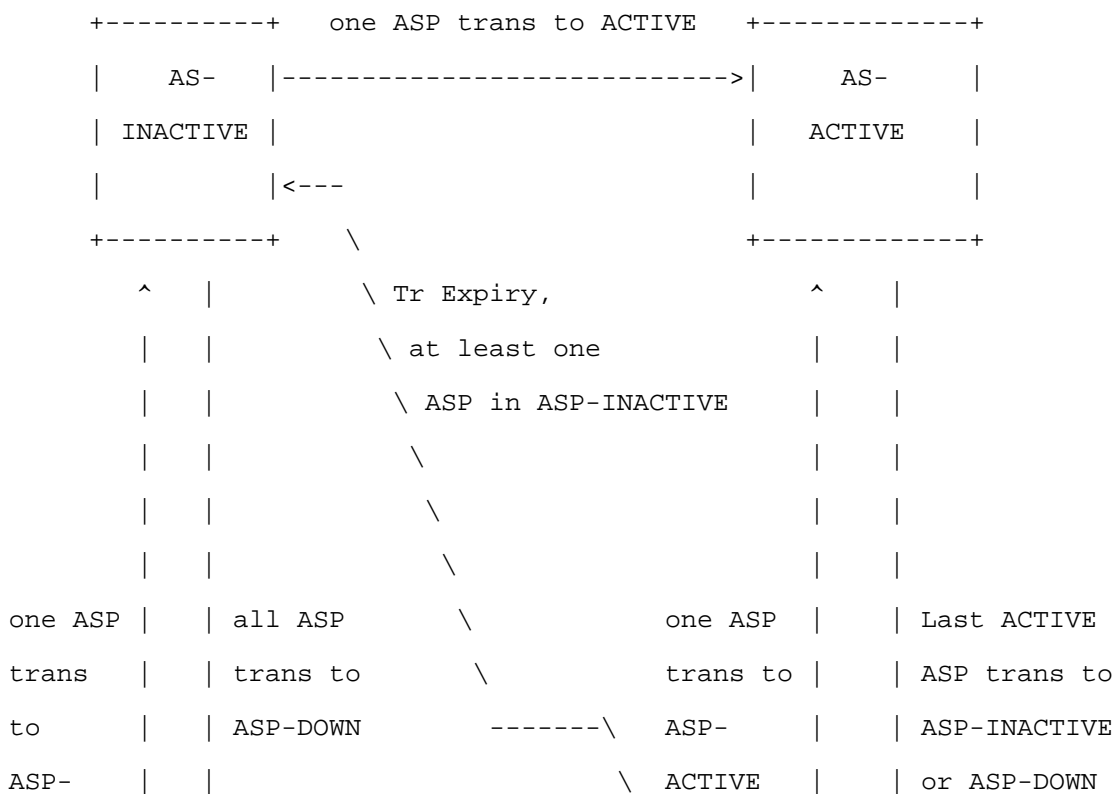 +----------+   one ASP trans to ACTIVE   +-------------+
|    AS-   |---------------------------->|     AS-     |
| INACTIVE |                             |   ACTIVE    |
|          |<---                         |             |
+----------+    \                        +-------------+
^   |         \ Tr Expiry,                ^    |
|   |          \ at least one             |    |
|   |           \ ASP in ASP-INACTIVE     |    |
|   |            \                        |    |
|   |             \                       |    |
|   |              \                      |    |
one ASP |   | all ASP       \            one ASP  |    | Last ACTIVE
trans   |   | trans to       \           trans to |    | ASP trans to
to      |   | ASP-DOWN        -------\   ASP-     |    | ASP-INACTIVE
ASP-    |   |                         \  ACTIVE   |    | or ASP-DOWN